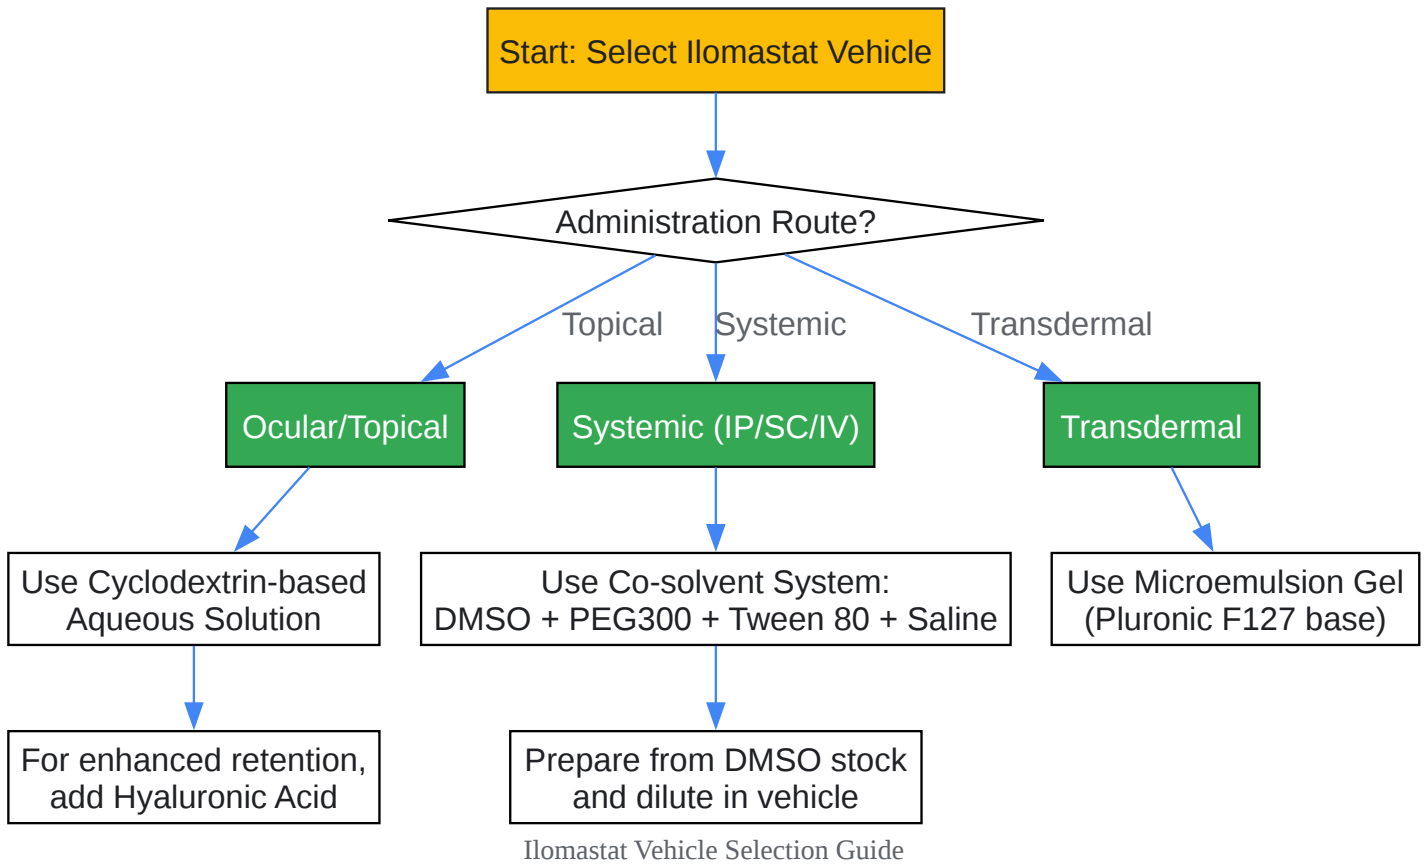 Start: Select Ilomastat Vehicle
Administration Route?
Topical
Systemic
Transdermal
Ocular/Topical
Systemic (IP/SC/IV)
Transdermal
Use Cyclodextrin-based
Aqueous Solution
Use Co-solvent System:
DMSO + PEG300 + Tween 80 + Saline
Use Microemulsion Gel
(Pluronic F127 base)
For enhanced retention,
add Hyaluronic Acid
Prepare from DMSO stock
and dilute in vehicle
Ilomastat Vehicle Selection Guide